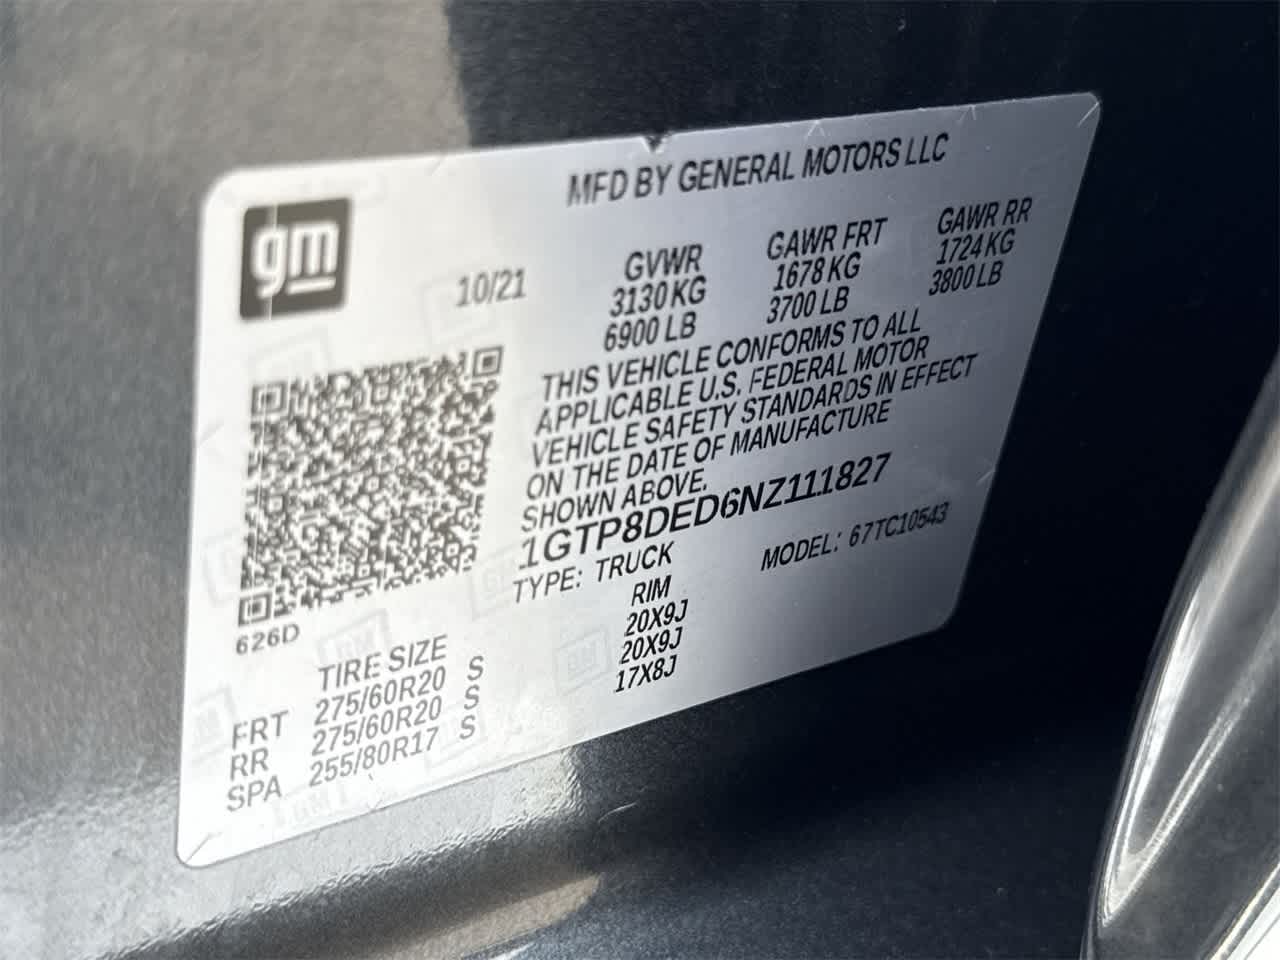 MFD BY GENERAL MOTORS LLC
gm
10/21
GVWR GAWR FRT GAWR RR
3130 KG 1678 KG 1724 KG
6900 LB 3700 LB 3800 LB
THIS VEHICLE CONFORMS TO ALL
APPLICABLE U.S. FEDERAL MOTOR
VEHICLE SAFETY STANDARDS IN EFFECT
ON THE DATE OF MANUFACTURE
SHOWN ABOVE.
1GTP8DED6NZ111827
TYPE: TRUCK MODEL: 67TC10543
626D
TIRE SIZE RIM
FRT 275/60R20 S 20X9J
RR 275/60R20 S 20X9J
SPA 255/80R17 S 17X8J